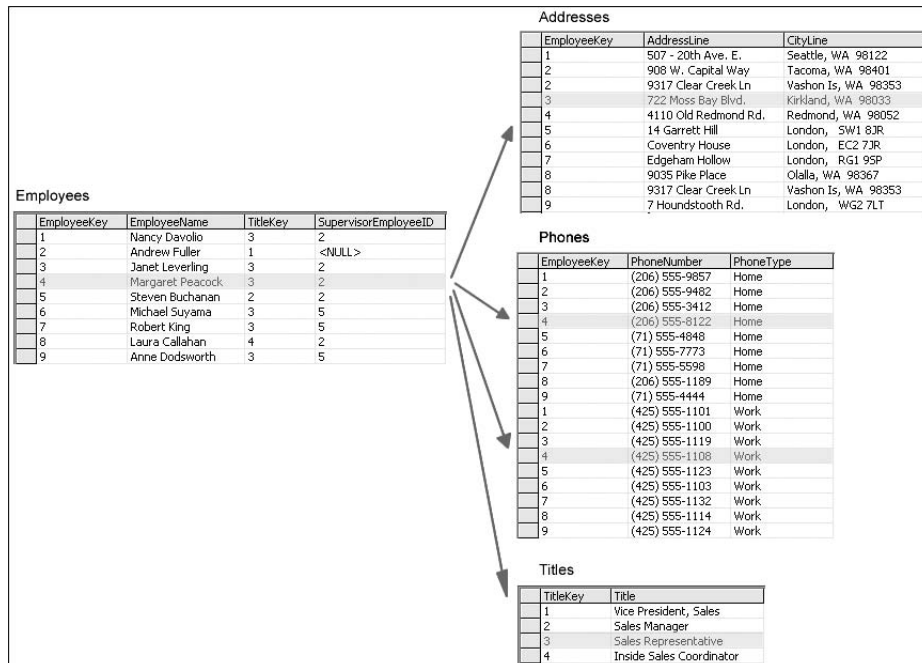 Addresses
EmployeeKey AddressLine CityLine
1 507 - 20th Ave. E. Seattle, WA 98122
2 908 W. Capital Way Tacoma, WA 98401
2 9317 Clear Creek Ln Vashon Is, WA 98353
3 722 Moss Bay Blvd. Kirkland, WA 98033
4 4110 Old Redmond Rd. Redmond, WA 98052
5 14 Garrett Hill London, SW1 8JR
6 Coventry House London, EC2 7JR
7 Edgeham Hollow London, RG1 9SP
8 9035 Pike Place Olalla, WA 98367
8 9317 Clear Creek Ln Vashon Is, WA 98353
9 7 Houndstooth Rd. London, WG2 7LT
Employees
EmployeeKey EmployeeName TitleKey SupervisorEmployeeID
1 Nancy Davolio 3 2
2 Andrew Fuller 1 <NULL>
3 Janet Leverling 3 2
4 Margaret Peacock 3 2
5 Steven Buchanan 2 2
6 Michael Suyama 3 5
7 Robert King 3 5
8 Laura Callahan 4 2
9 Anne Dodsworth 3 5
Phones
EmployeeKey PhoneNumber PhoneType
1 (206) 555-9857 Home
2 (206) 555-9482 Home
3 (206) 555-3412 Home
4 (206) 555-8122 Home
5 (71) 555-4848 Home
6 (71) 555-7773 Home
7 (71) 555-5598 Home
8 (206) 555-1189 Home
9 (71) 555-4444 Home
1 (425) 555-1101 Work
2 (425) 555-1100 Work
3 (425) 555-1119 Work
4 (425) 555-1108 Work
5 (425) 555-1123 Work
6 (425) 555-1103 Work
7 (425) 555-1132 Work
8 (425) 555-1114 Work
9 (425) 555-1124 Work
Titles
TitleKey Title
1 Vice President, Sales
2 Sales Manager
3 Sales Representative
4 Inside Sales Coordinator